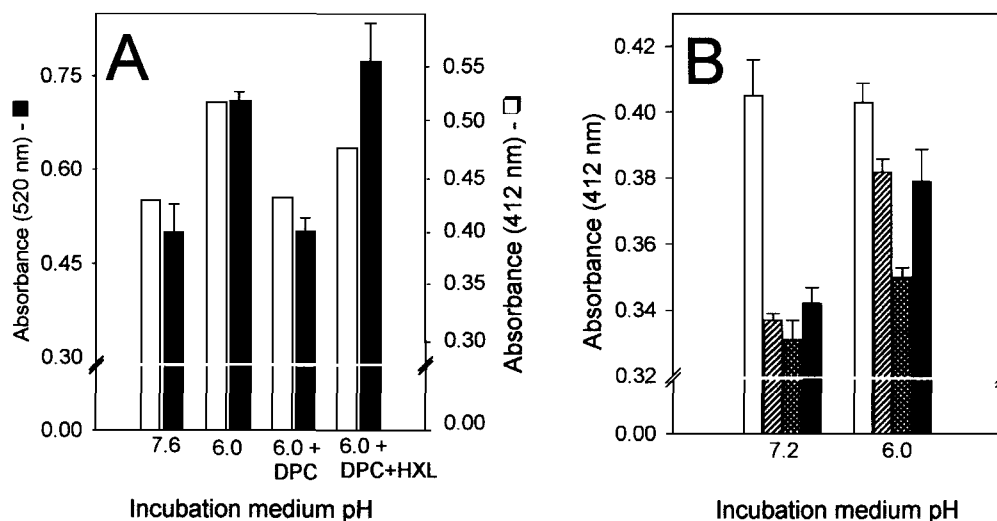 A
Absorbance (520 nm) -
0.75
0.60
0.45
0.30
0.00
7.6
6.0
6.0 +
DPC
6.0 +
DPC+HXL
Incubation medium pH
0.55
0.50
0.45
0.40
0.35
0.30
0.00
Absorbance (412 nm) -
B
Absorbance (412 nm)
0.42
0.40
0.38
0.36
0.34
0.32
0.00
7.2
6.0
Incubation medium pH